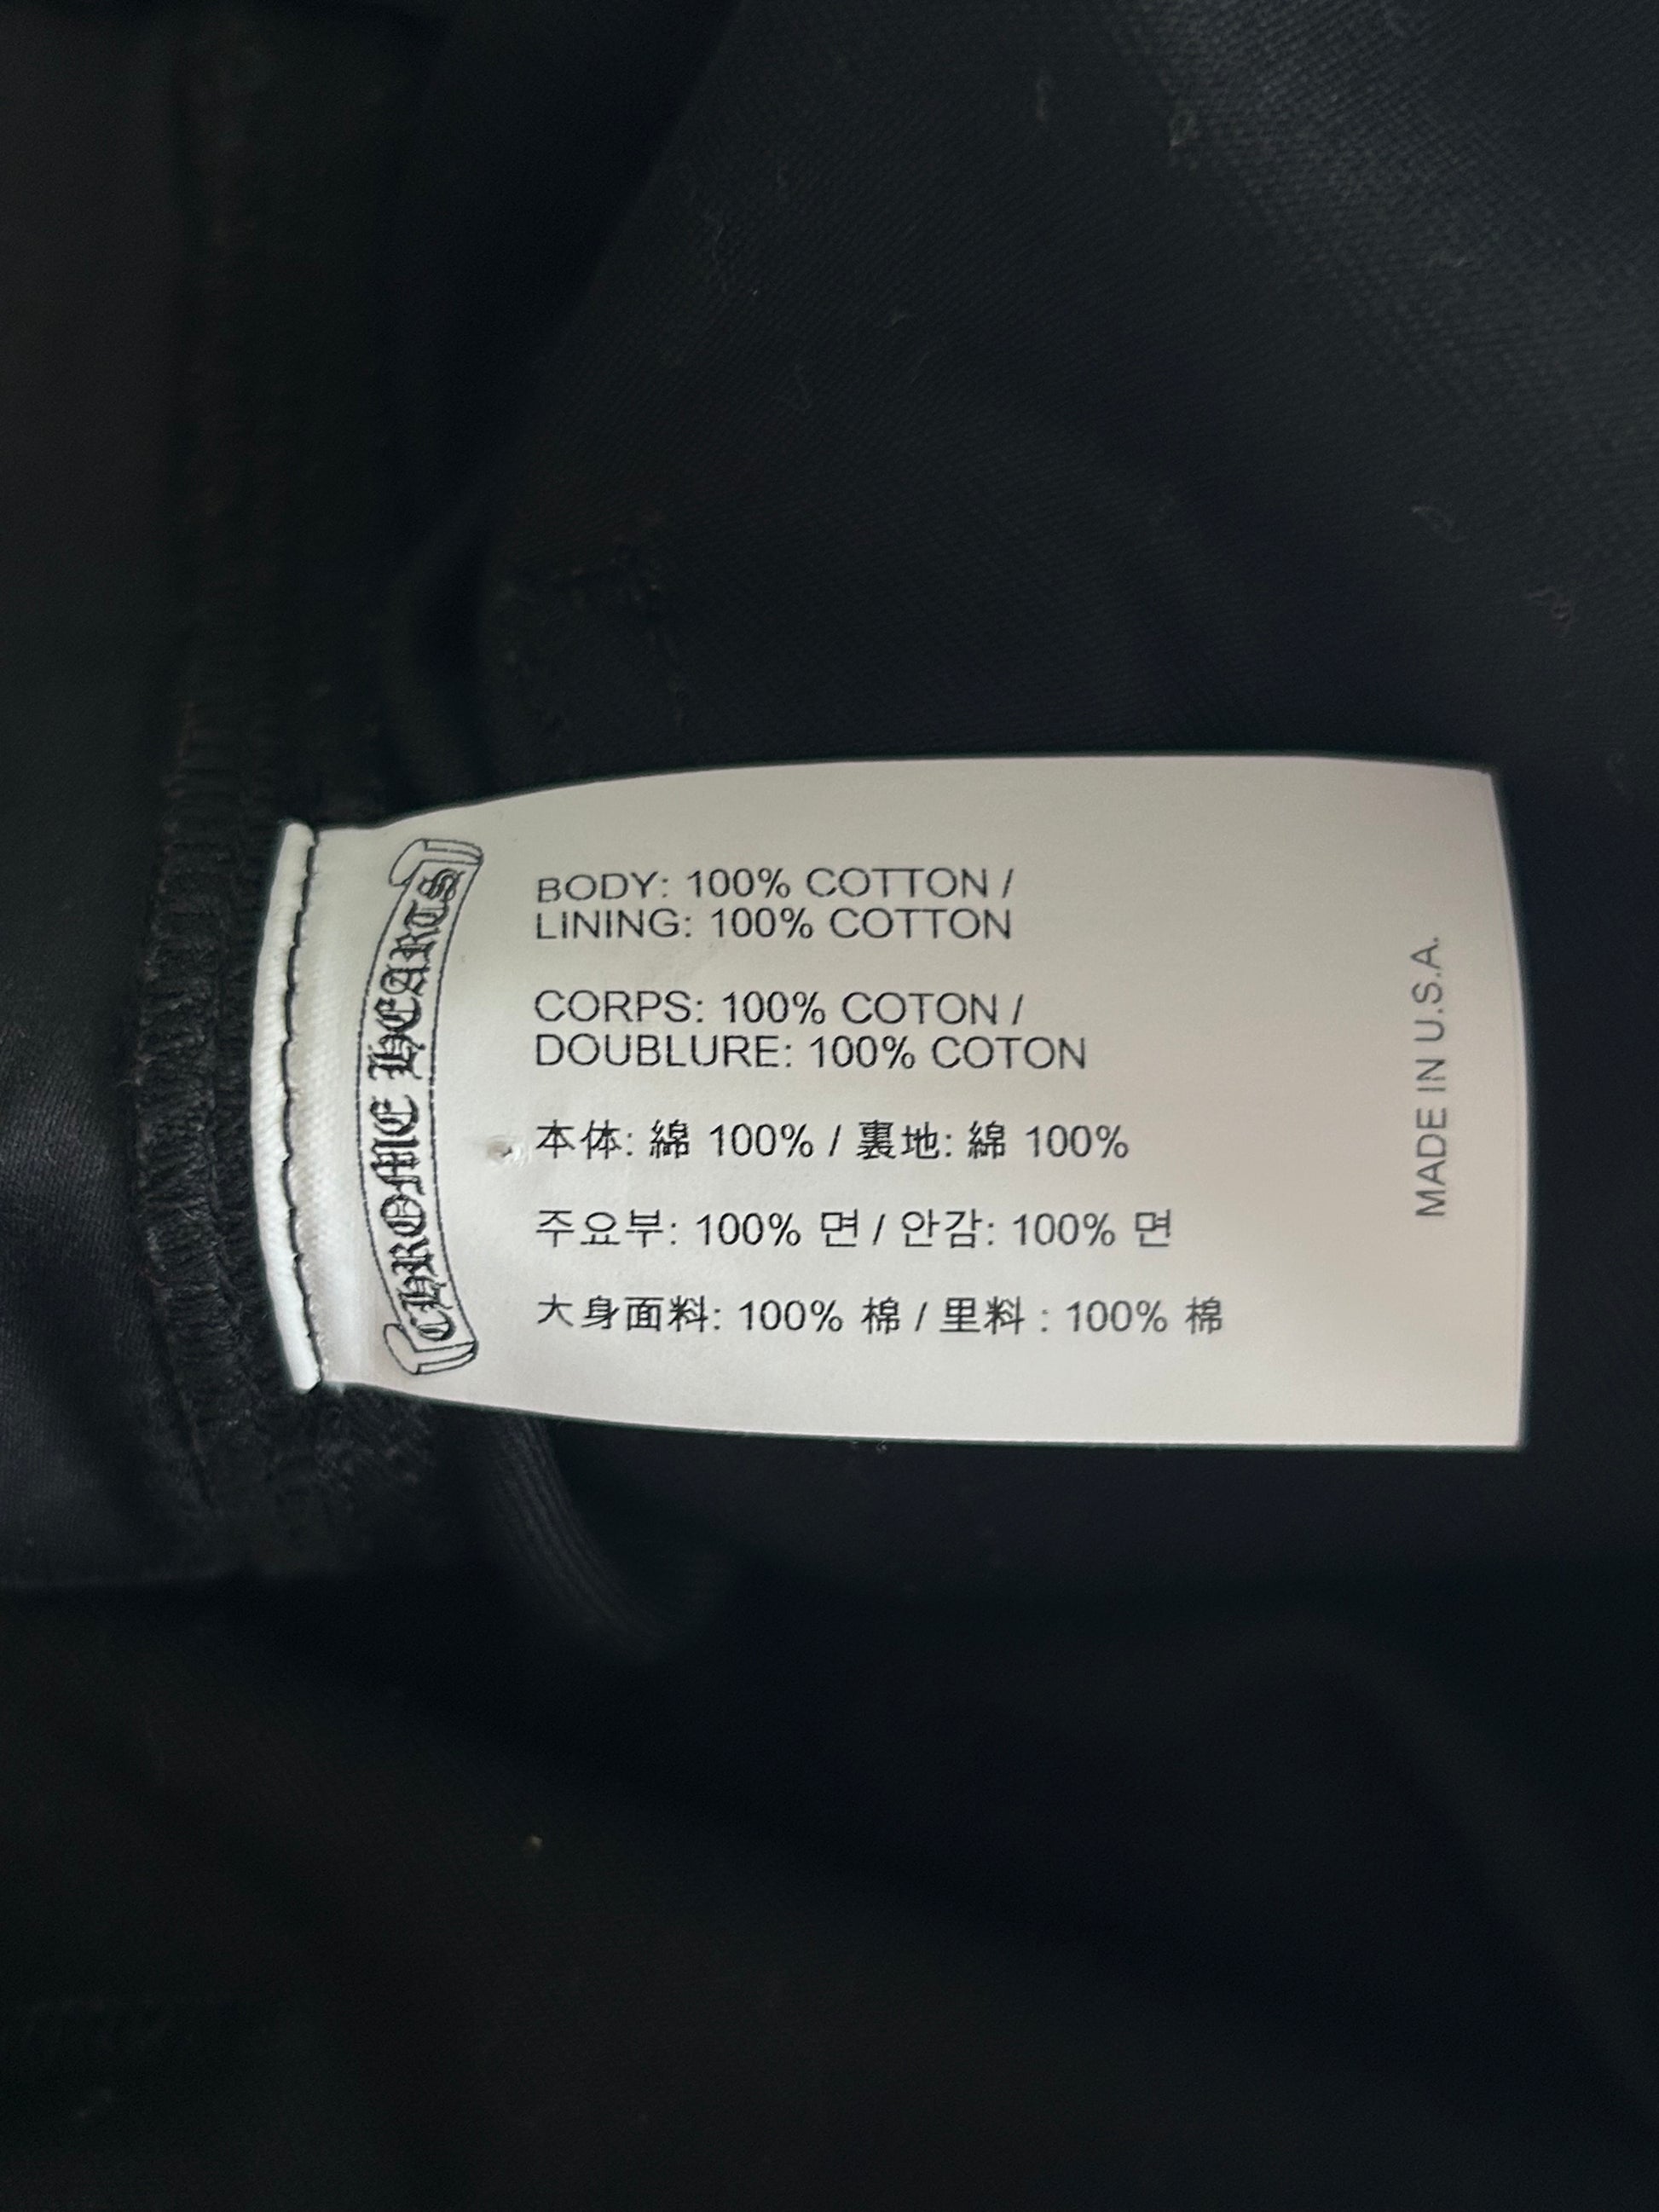 CHROME HEARTS
BODY: 100% COTTON /
LINING: 100% COTTON
CORPS: 100% COTON /
DOUBLURE: 100% COTON
本体: 綿 100% / 裏地: 綿 100%
주요부: 100% 면 / 안감: 100% 면
大身面料: 100% 棉 / 里料 : 100% 棉
MADE IN U.S.A.